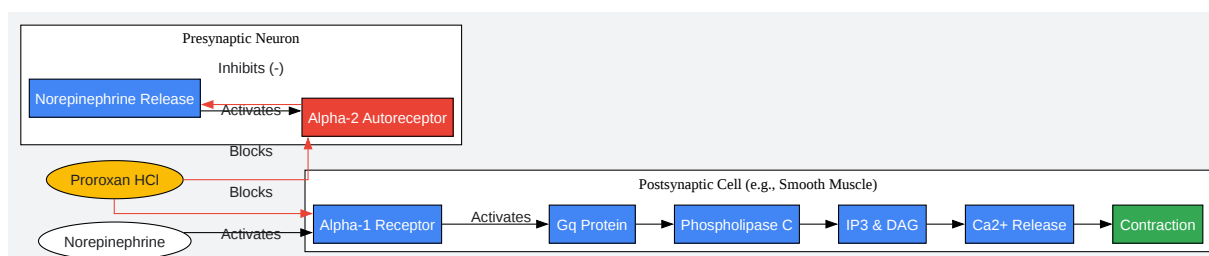 Presynaptic Neuron
Inhibits (-)
Norepinephrine Release
Activates
Alpha-2 Autoreceptor
Blocks
Proroxan HCl
Blocks
Postsynaptic Cell (e.g., Smooth Muscle)
Norepinephrine
Activates
Alpha-1 Receptor
Activates
Gq Protein
Phospholipase C
IP3 & DAG
Ca2+ Release
Contraction